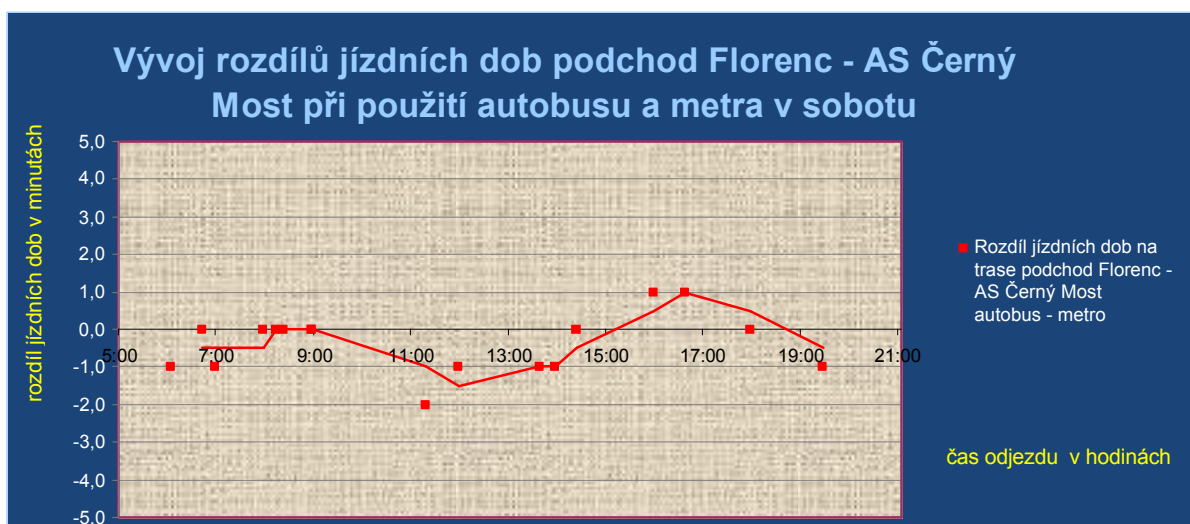 Vývoj rozdílů jízdních dob podchod Florenc - AS Černý
Most při použití autobusu a metra v sobotu
rozdíl jízdních dob v minutách
5,0
4,0
3,0
2,0
1,0
0,0
-1,0
-2,0
-3,0
-4,0
-5,0
5:00 7:00 9:00 11:00 13:00 15:00 17:00 19:00 21:00
Rozdíl jízdních dob na
trase podchod Florenc -
AS Černý Most
autobus - metro
čas odjezdu v hodinách